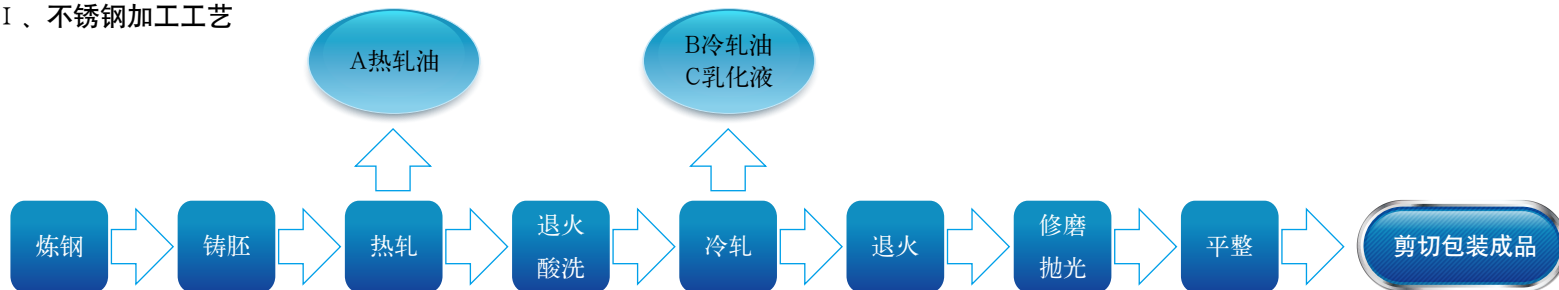 Ⅰ、不锈钢加工工艺
A热轧油
B冷轧油
C乳化液
炼钢
铸胚
热轧
退火
酸洗
冷轧
退火
修磨
抛光
平整
剪切包装成品